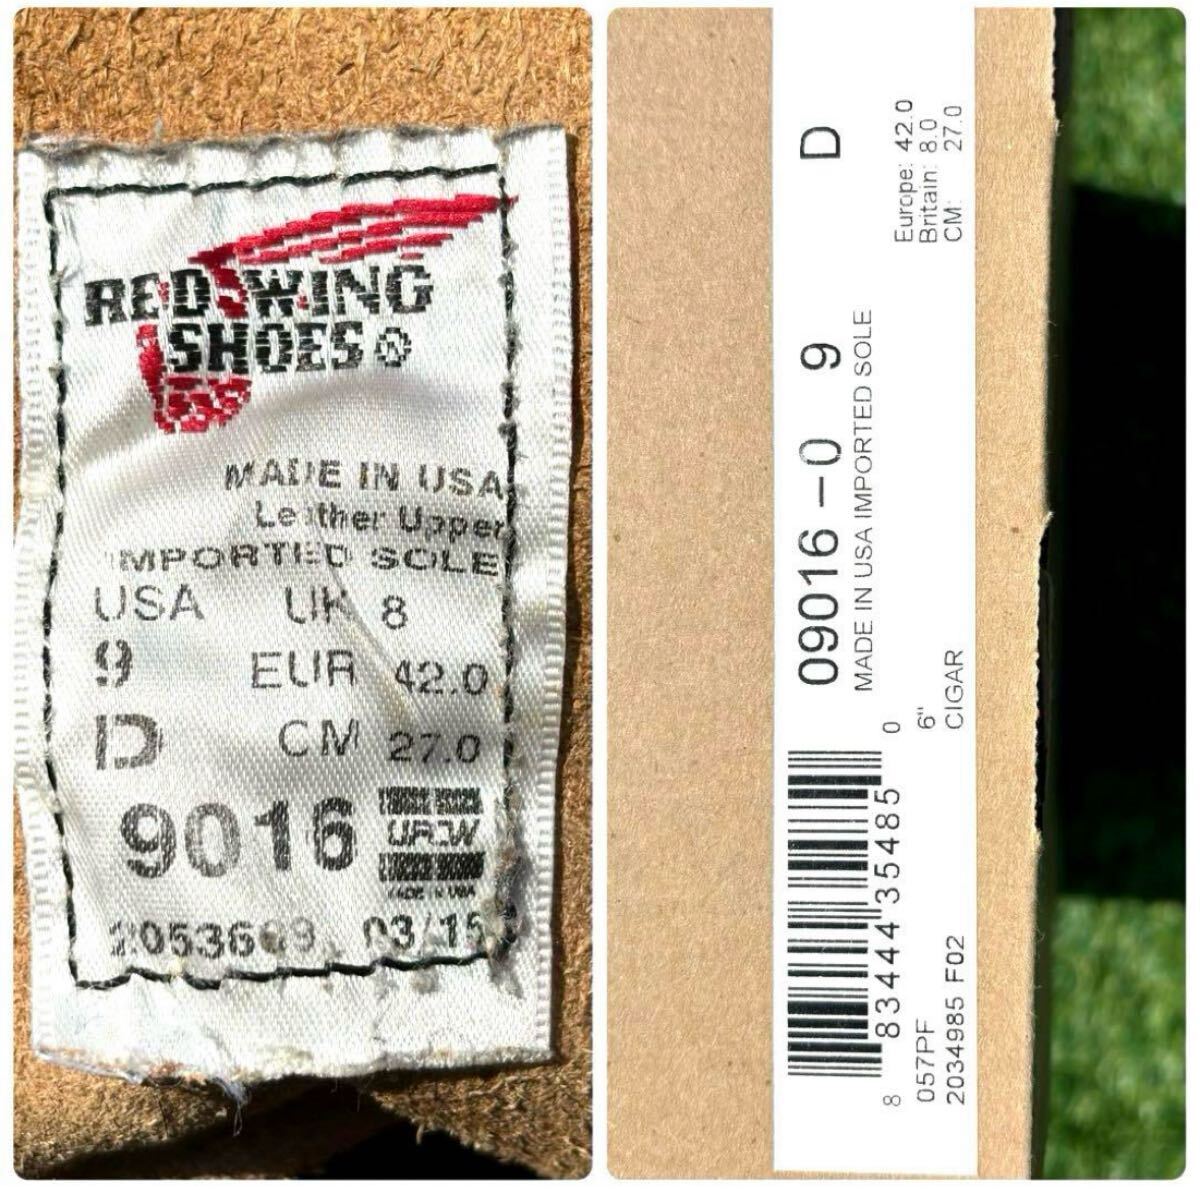 RED WING
SHOES®
MADE IN USA
Leather Upper
IMPORTED SOLE
USA UK 8
9 EUR 42.0
D CM 27.0
9016
UFCW
MADE IN USA
03/15
09016-0 9 D
MADE IN USA IMPORTED SOLE
Europe: 42.0
Britain: 8.0
CM: 27.0
0
6"
CIGAR
8 83444 35485
057PF
2034985 F02